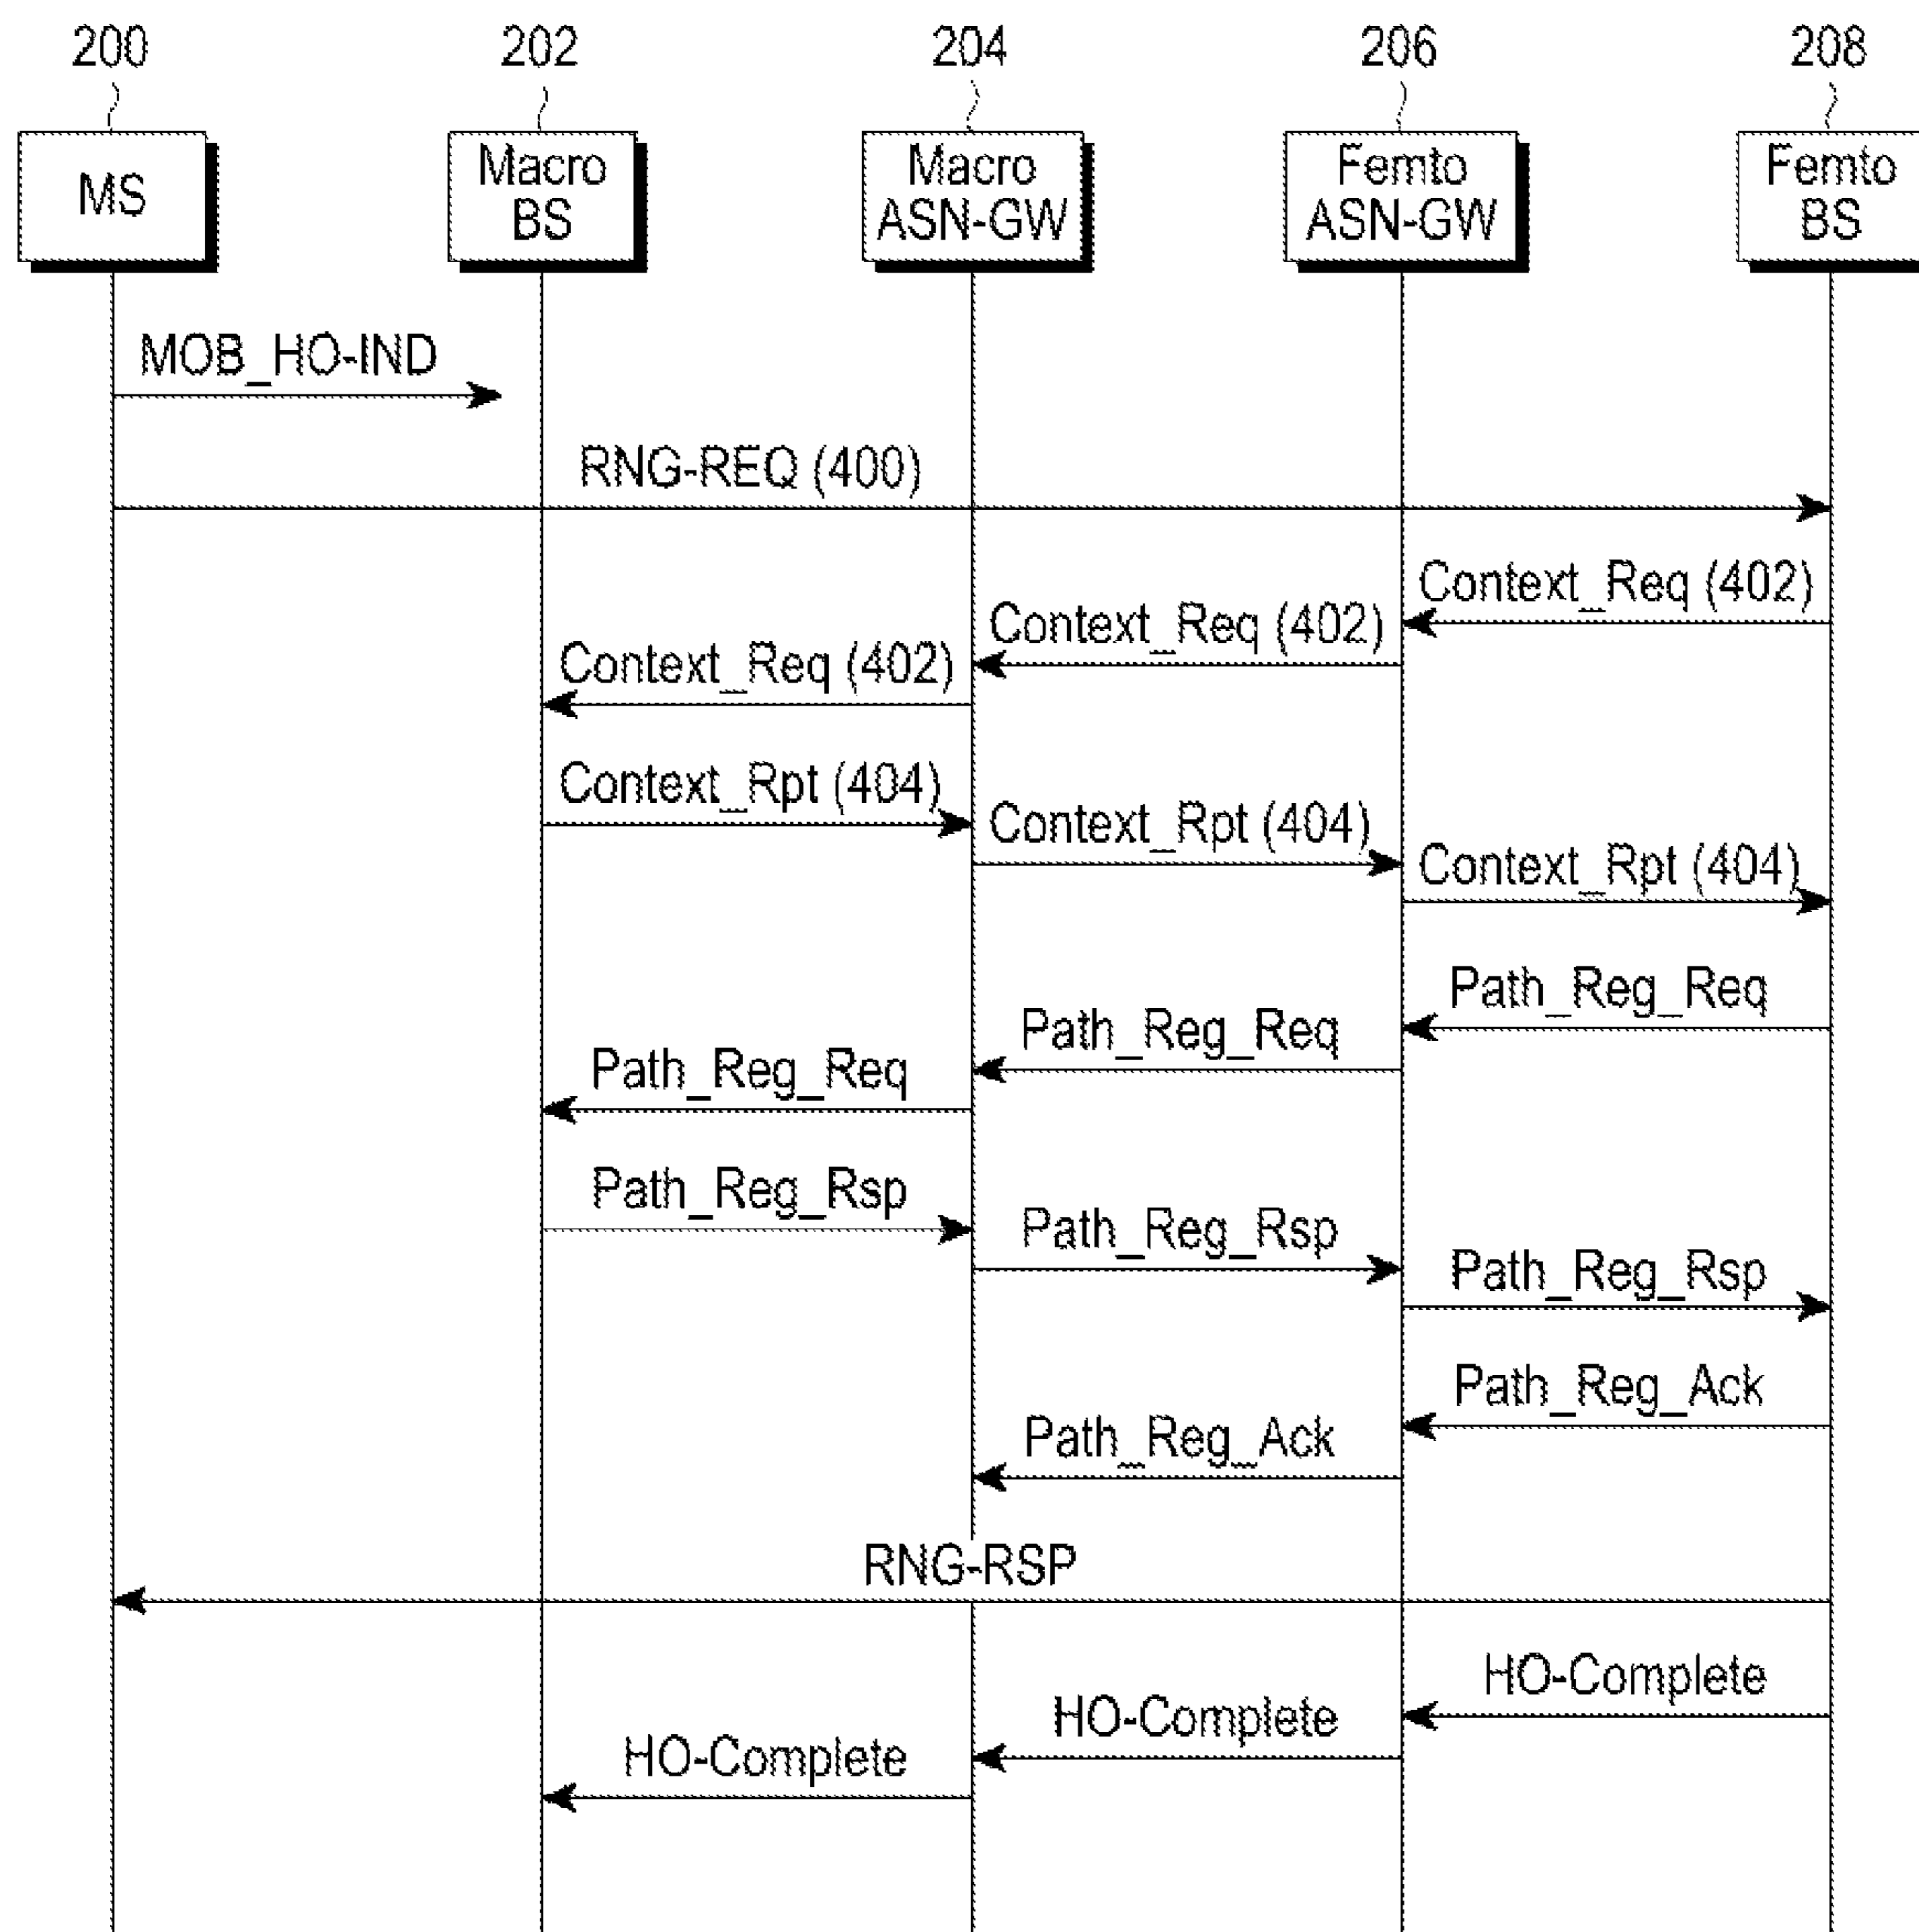 200
202
204
206
208
MS
Macro
BS
Macro
ASN-GW
Femto
ASN-GW
Femto
BS
MOB_HO-IND
RNG-REQ (400)
Context_Req (402)
Context_Req (402)
Context_Req (402)
Context_Rpt (404)
Context_Rpt (404)
Context_Rpt (404)
Path_Reg_Req
Path_Reg_Req
Path_Reg_Req
Path_Reg_Rsp
Path_Reg_Rsp
Path_Reg_Rsp
Path_Reg_Ack
Path_Reg_Ack
RNG-RSP
HO-Complete
HO-Complete
HO-Complete